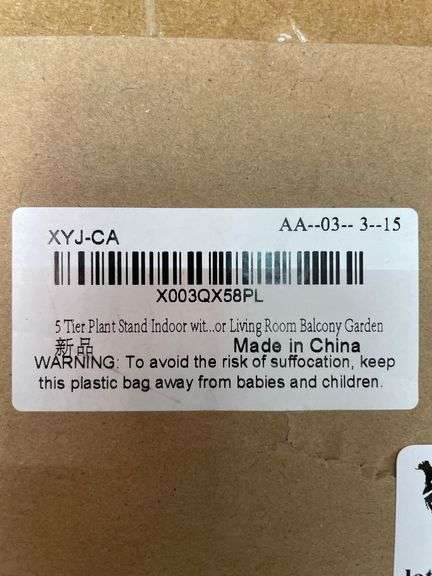 XYJ-CA
AA--03-- 3--15
X003QX58PL
5 Tier Plant Stand Indoor wit...or Living Room Balcony Garden
新品
Made in China
WARNING: To avoid the risk of suffocation, keep
this plastic bag away from babies and children.